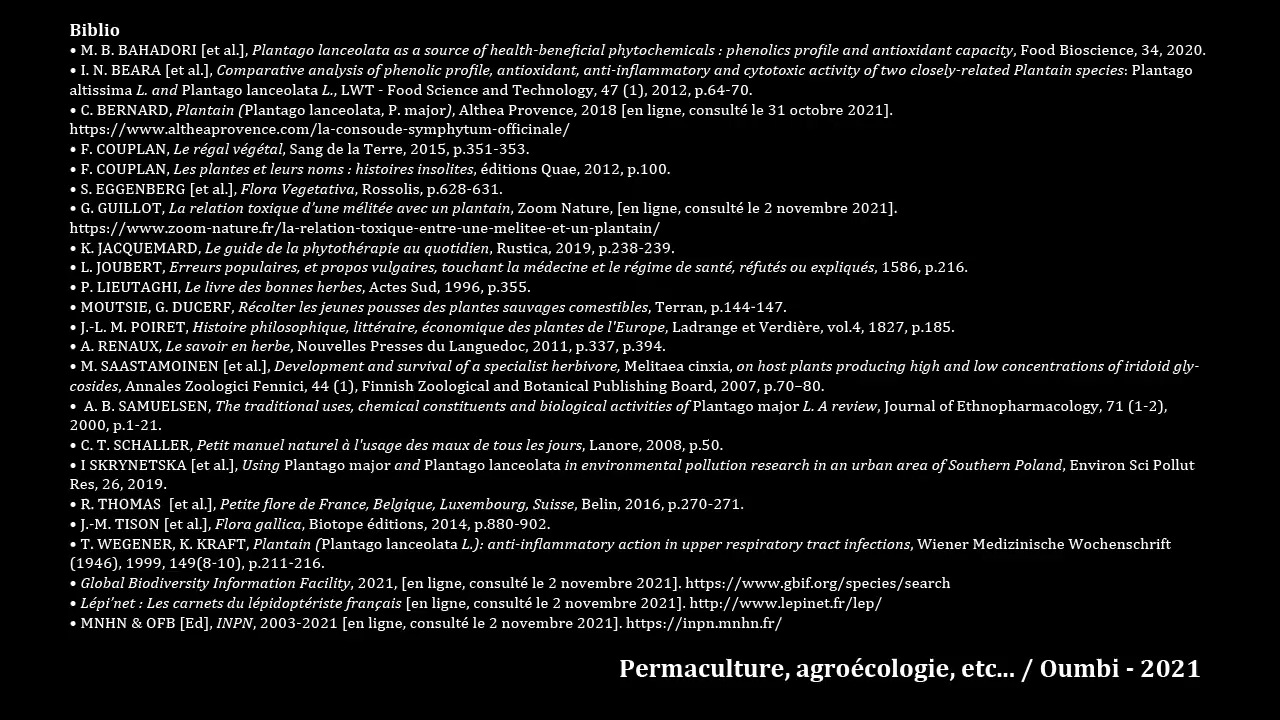 Biblio
• M. B. BAHADORI [et al.], Plantago lanceolata as a source of health-beneficial phytochemicals : phenolics profile and antioxidant capacity, Food Bioscience, 34, 2020.
• I. N. BEARA [et al.], Comparative analysis of phenolic profile, antioxidant, anti-inflammatory and cytotoxic activity of two closely-related Plantain species: Plantago
altissima L. and Plantago lanceolata L., LWT - Food Science and Technology, 47 (1), 2012, p.64-70.
• C. BERNARD, Plantain (Plantago lanceolata, P. major), Althea Provence, 2018 [en ligne, consulté le 31 octobre 2021].
https://www.altheaprovence.com/la-consoude-symphytum-officinale/
• F. COUPLAN, Le régal végétal, Sang de la Terre, 2015, p.351-353.
• F. COUPLAN, Les plantes et leurs noms : histoires insolites, éditions Quae, 2012, p.100.
• S. EGGENBERG [et al.], Flora Vegetativa, Rossolis, p.628-631.
• G. GUILLOT, La relation toxique d'une mélitée avec un plantain, Zoom Nature, [en ligne, consulté le 2 novembre 2021].
https://www.zoom-nature.fr/la-relation-toxique-entre-une-melitee-et-un-plantain/
• K. JACQUEMARD, Le guide de la phytothérapie au quotidien, Rustica, 2019, p.238-239.
• L. JOUBERT, Erreurs populaires, et propos vulgaires, touchant la médecine et le régime de santé, réfutés ou expliqués, 1586, p.216.
• P. LIEUTAGHI, Le livre des bonnes herbes, Actes Sud, 1996, p.355.
• MOUTSIE, G. DUCERF, Récolter les jeunes pousses des plantes sauvages comestibles, Terran, p.144-147.
• J.-L. M. POIRET, Histoire philosophique, littéraire, économique des plantes de l'Europe, Ladrange et Verdière, vol.4, 1827, p.185.
• A. RENAUX, Le savoir en herbe, Nouvelles Presses du Languedoc, 2011, p.337, p.394.
• M. SAASTAMOINEN [et al.], Development and survival of a specialist herbivore, Melitaea cinxia, on host plants producing high and low concentrations of iridoid gly-
cosides, Annales Zoologici Fennici, 44 (1), Finnish Zoological and Botanical Publishing Board, 2007, p.70–80.
• A. B. SAMUELSEN, The traditional uses, chemical constituents and biological activities of Plantago major L. A review, Journal of Ethnopharmacology, 71 (1-2),
2000, p.1-21.
• C. T. SCHALLER, Petit manuel naturel à l'usage des maux de tous les jours, Lanore, 2008, p.50.
• I SKRYNETSKA [et al.], Using Plantago major and Plantago lanceolata in environmental pollution research in an urban area of Southern Poland, Environ Sci Pollut
Res, 26, 2019.
• R. THOMAS [et al.], Petite flore de France, Belgique, Luxembourg, Suisse, Belin, 2016, p.270-271.
• J.-M. TISON [et al.], Flora gallica, Biotope éditions, 2014, p.880-902.
• T. WEGENER, K. KRAFT, Plantain (Plantago lanceolata L.): anti-inflammatory action in upper respiratory tract infections, Wiener Medizinische Wochenschrift
(1946), 1999, 149(8-10), p.211-216.
• Global Biodiversity Information Facility, 2021, [en ligne, consulté le 2 novembre 2021]. https://www.gbif.org/species/search
• Lépi'net : Les carnets du lépidoptériste français [en ligne, consulté le 2 novembre 2021]. http://www.lepinet.fr/lep/
• MNHN & OFB [Ed], INPN, 2003-2021 [en ligne, consulté le 2 novembre 2021]. https://inpn.mnhn.fr/
Permaculture, agroécologie, etc... / Oumbi - 2021